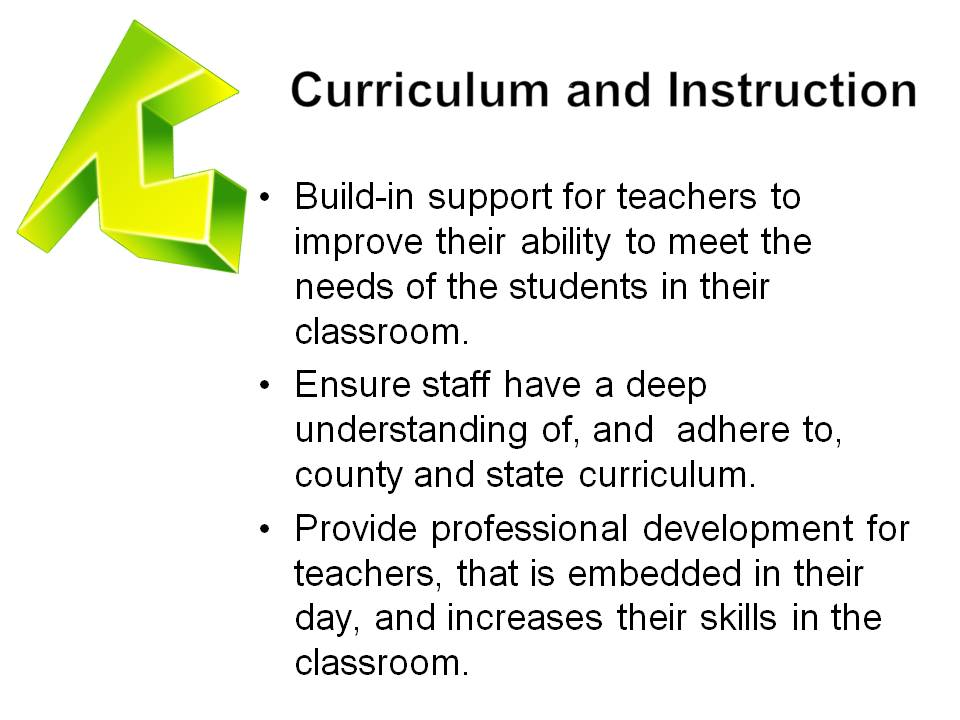 Curriculum and Instruction
• Build-in support for teachers to
improve their ability to meet the
needs of the students in their
classroom.
• Ensure staff have a deep
understanding of, and  adhere to,
county and state curriculum.
• Provide professional development for
teachers, that is embedded in their
day, and increases their skills in the
classroom.